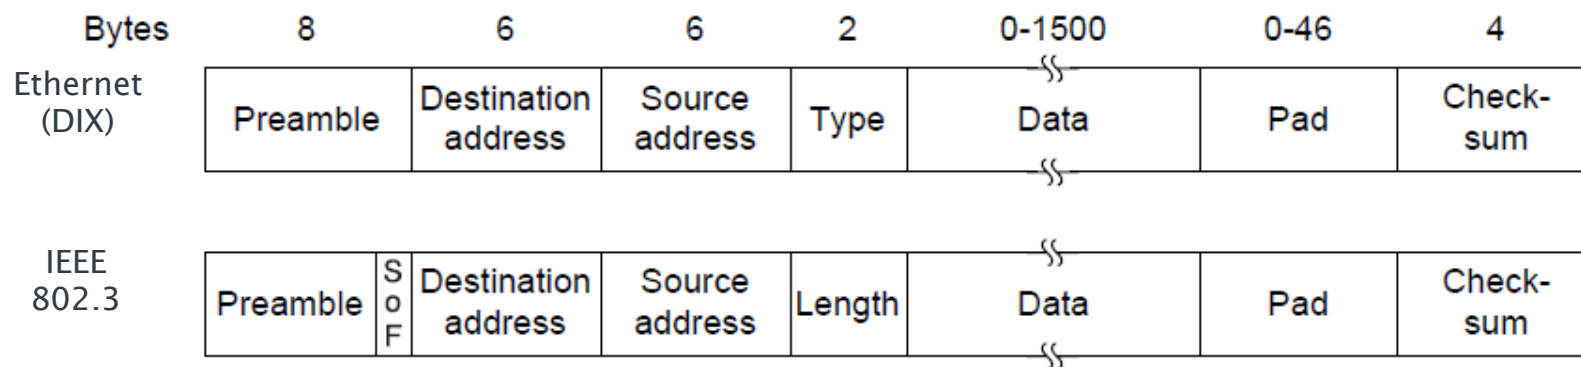 Bytes 8 6 6 2 0-1500 0-46 4
Ethernet
(DIX)
Preamble
Destination
address
Source
address
Type
Data
Pad
Check-
sum
IEEE
802.3
Preamble
S
o
F
Destination
address
Source
address
Length
Data
Pad
Check-
sum